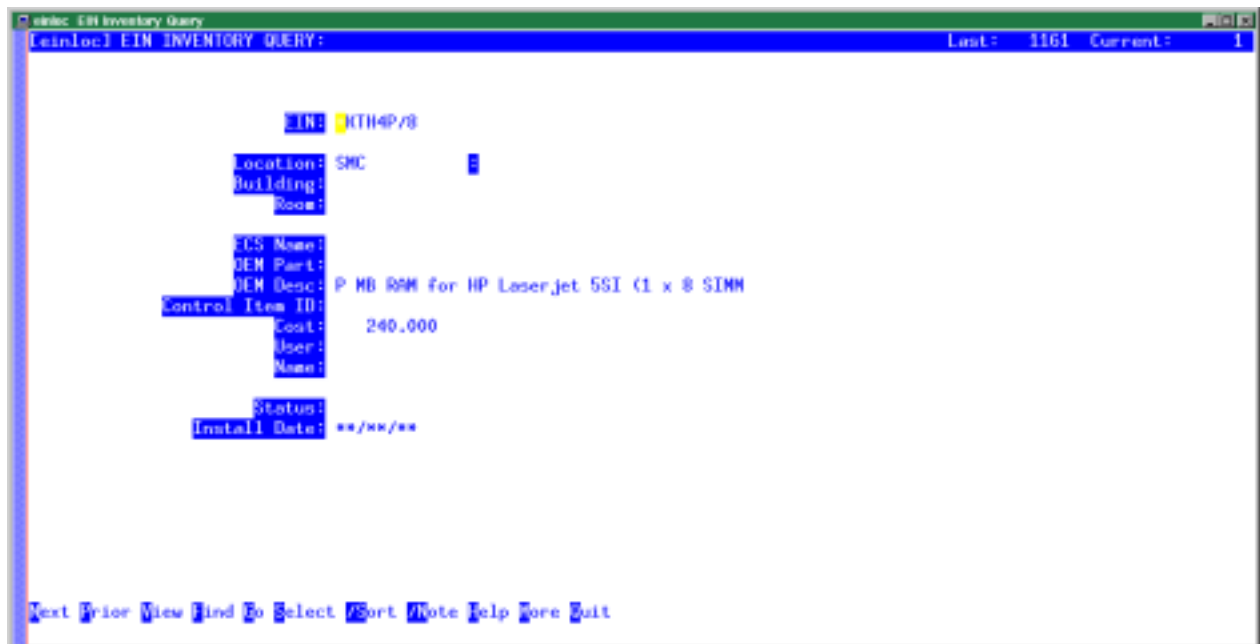 einloc EIN Inventory Query
[einloc] EIN INVENTORY QUERY: Last: 1161 Current: 1
EIN: -KTH4P/8
Location: SMC :
Building:
Room:
ECS Name:
OEM Part:
OEM Desc: P MB RAM for HP Laserjet 5SI (1 x 8 SIMM
Control Item ID:
Cost: 240.000
User:
Name:
Status:
Install Date: **/**/**
Next Prior View Find Go Select /Sort /Note Help More Quit